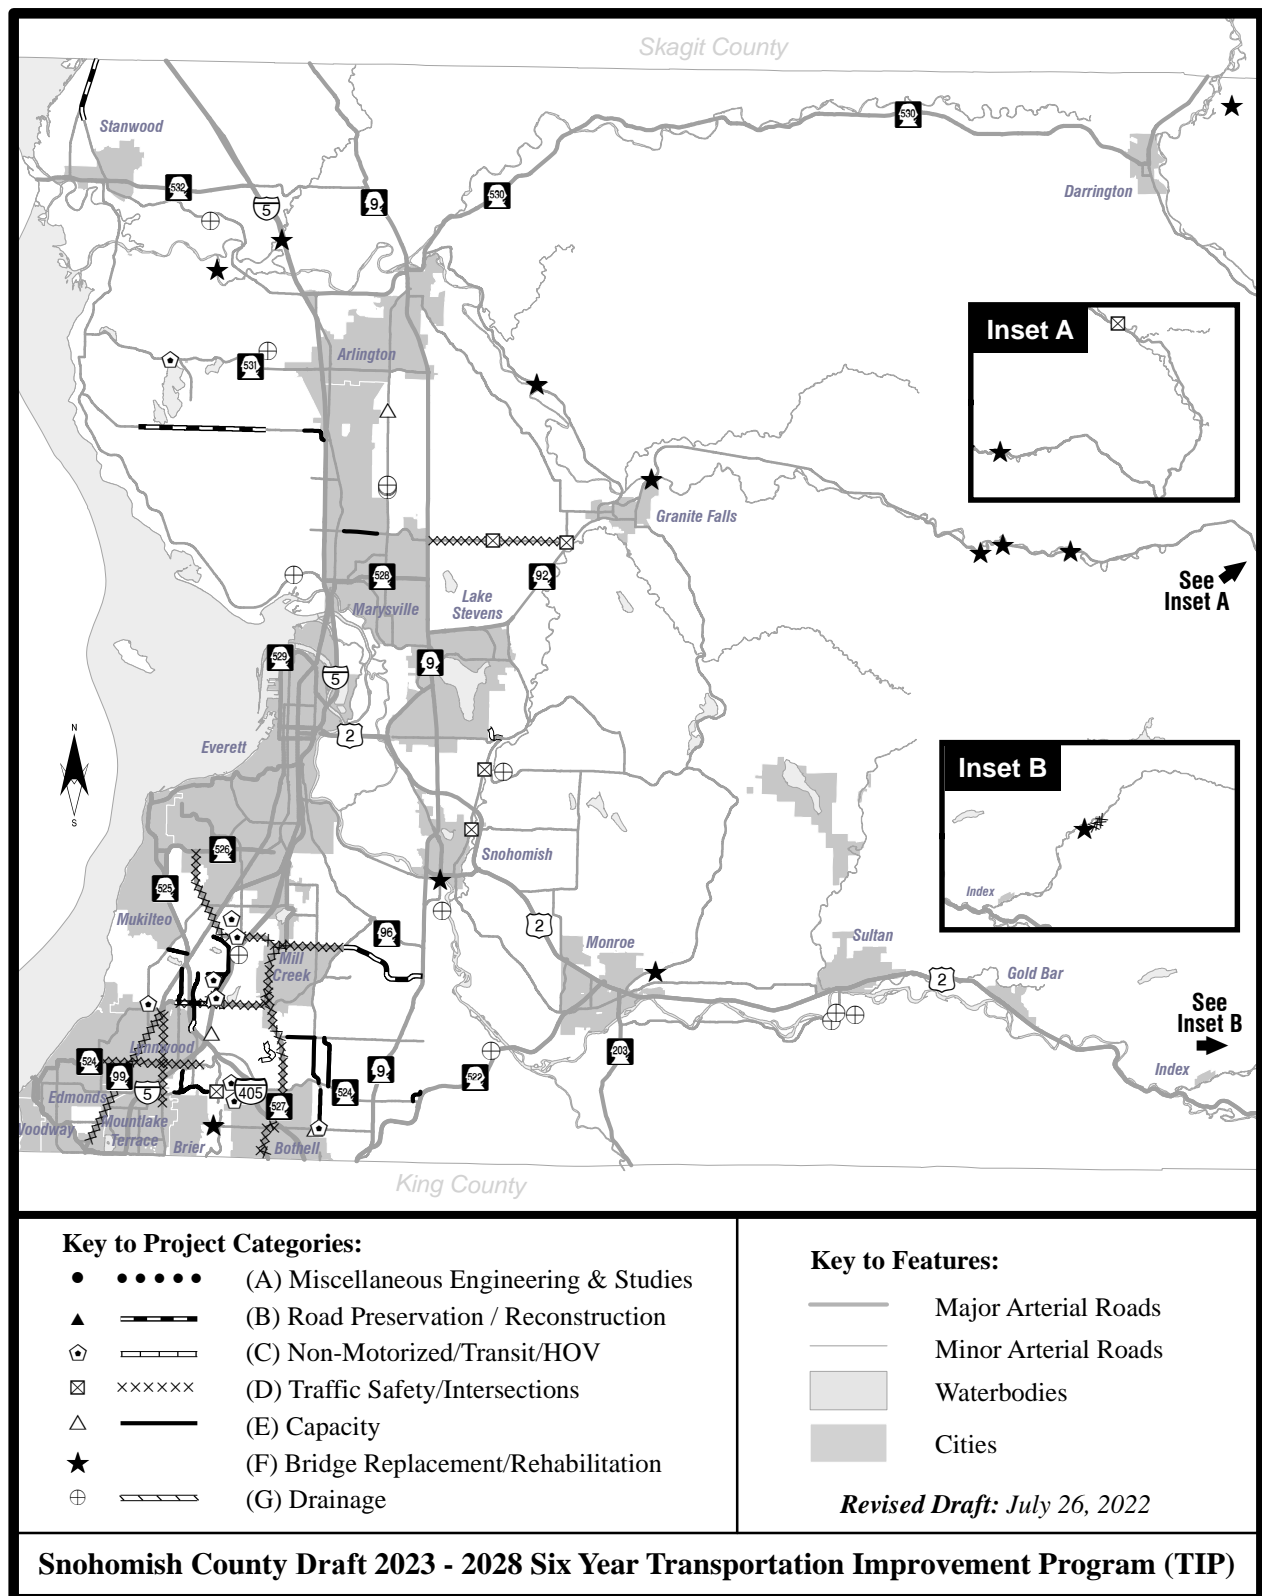 Skagit County
Stanwood
530
Darrington
532
5
9
530
Inset A
Arlington
531
Granite Falls
See
Inset A
528
92
Lake
Stevens
Marysville
529
9
5
N
2
Everett
Inset B
S
Snohomish
526
525
Index
Mukilteo
96
2
Monroe
Sultan
Mill
Creek
2
Gold Bar
See
Inset B
Lynnwood
524
99
9
203
Index
Edmonds
5
405
527
524
522
Woodway
Mountlake
Terrace
Brier
Bothell
King County
Key to Project Categories:
(A) Miscellaneous Engineering & Studies
(B) Road Preservation / Reconstruction
(C) Non-Motorized/Transit/HOV
(D) Traffic Safety/Intersections
(E) Capacity
(F) Bridge Replacement/Rehabilitation
(G) Drainage
Key to Features:
Major Arterial Roads
Minor Arterial Roads
Waterbodies
Cities
Revised Draft: July 26, 2022
Snohomish County Draft 2023 - 2028 Six Year Transportation Improvement Program (TIP)